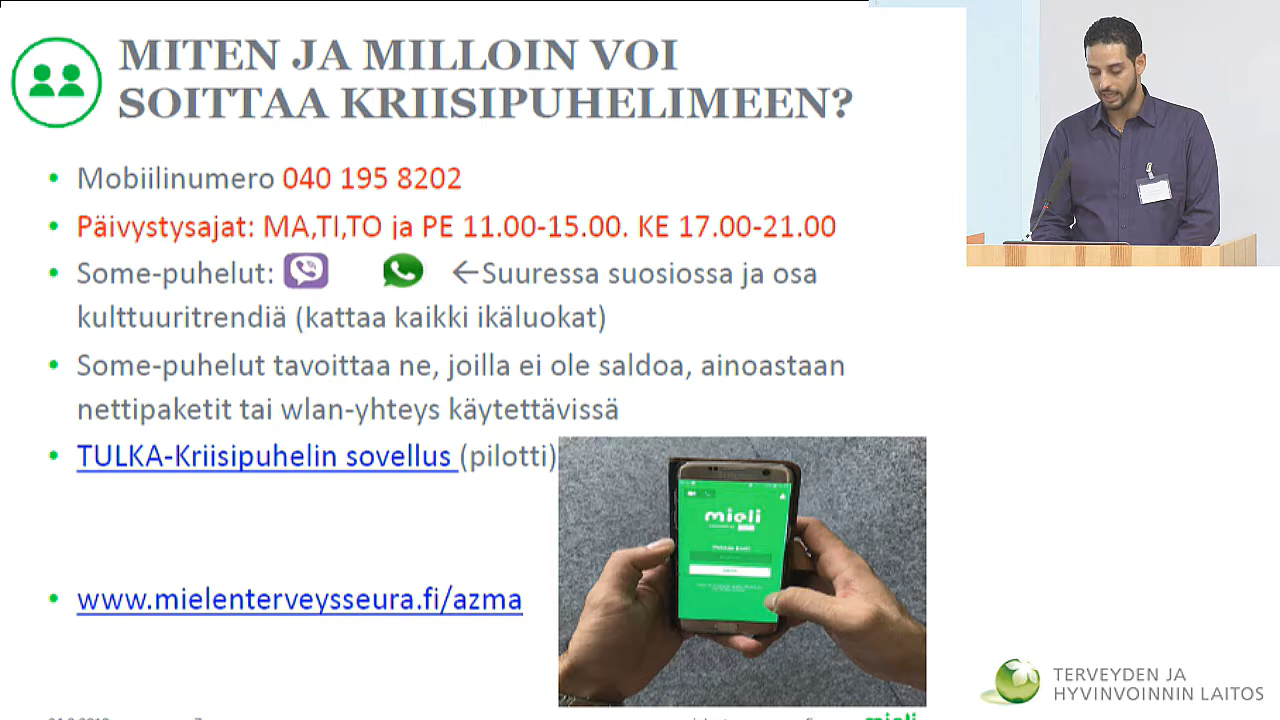 MITEN JA MILLOIN VOI
SOITTAA KRIISIPUHELIMEEN?
• Mobiilinumero 040 195 8202
• Päivystysajat: MA,TI,TO ja PE 11.00-15.00. KE 17.00-21.00
• Some-puhelut: ←Suuressa suosiossa ja osa
kulttuuritrendiä (kattaa kaikki ikäluokat)
• Some-puhelut tavoittaa ne, joilla ei ole saldoa, ainoastaan
nettipaketit tai wlan-yhteys käytettävissä
• TULKA-Kriisipuhelin sovellus (pilotti)
mieli
• www.mielenterveysseura.fi/azma
TERVEYDEN JA
HYVINVOINNIN LAITOS
mieli